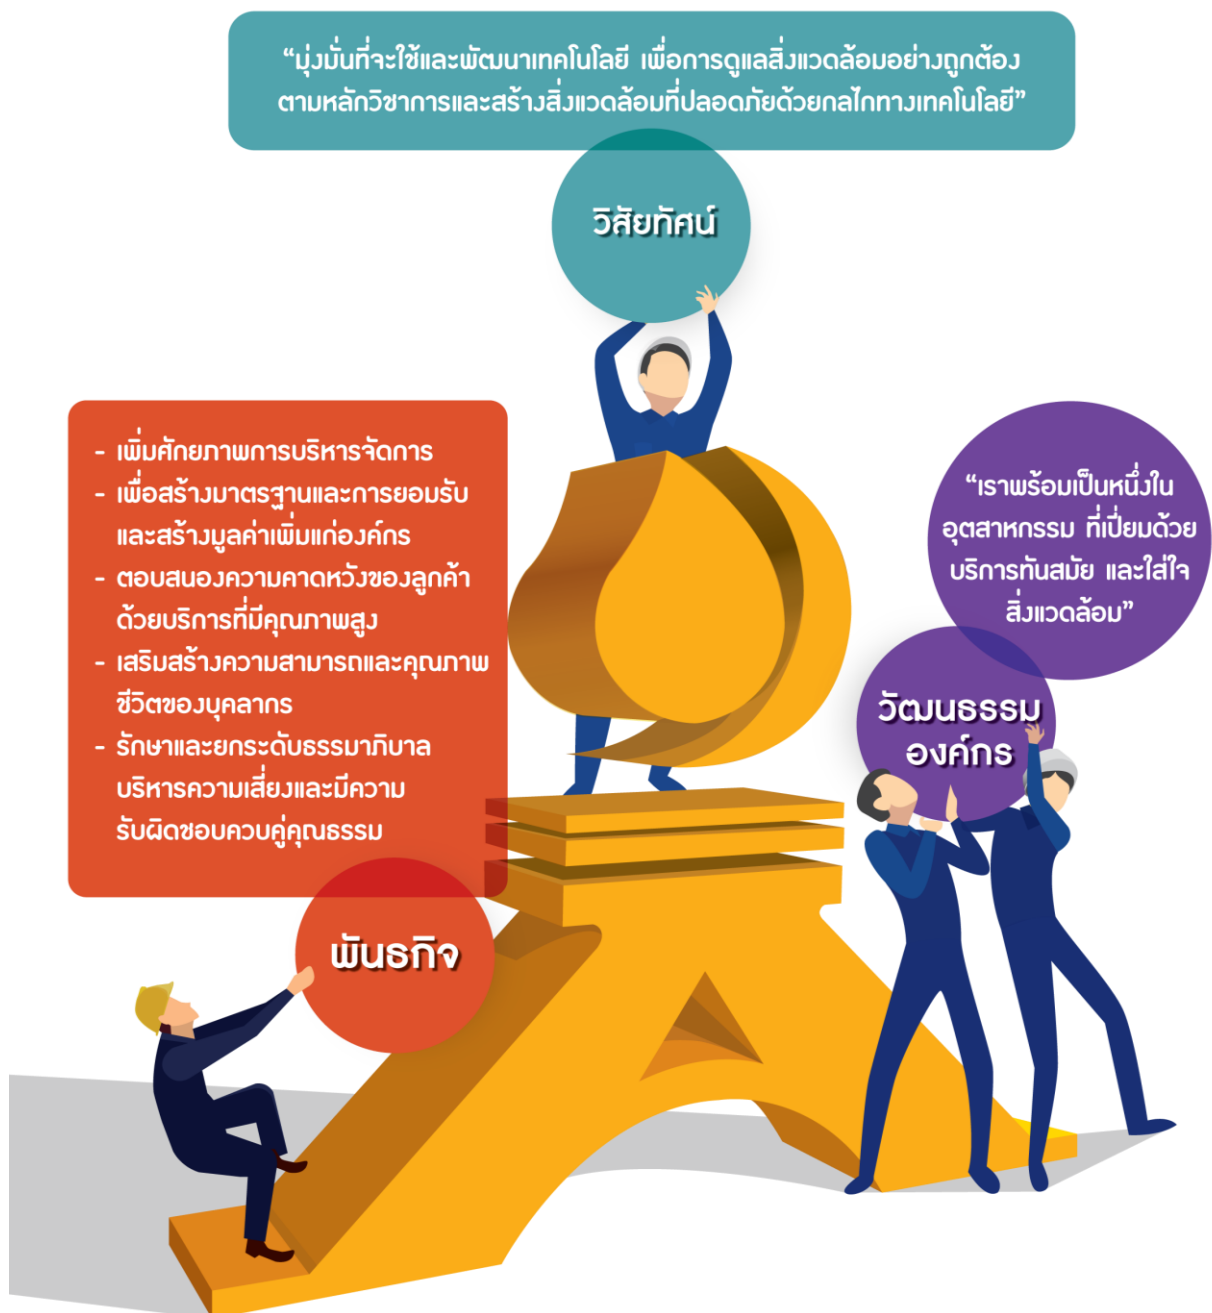 “มุ่งมั่นที่จะใช้และพัฒนาเทคโนโลยี เพื่อการดูแลสิ่งแวดล้อมอย่างถูกต้อง
ตามหลักวิชาการและสร้างสิ่งแวดล้อมที่ปลอดภัยด้วยกลไกทางเทคโนโลยี”
วิสัยทัศน์
- เพิ่มศักยภาพการบริหารจัดการ
- เพื่อสร้างมาตรฐานและการยอมรับ
และสร้างมูลค่าเพิ่มแก่องค์กร
- ตอบสนองความคาดหวังของลูกค้า
ด้วยบริการที่มีคุณภาพสูง
- เสริมสร้างความสามารถและคุณภาพ
ชีวิตของบุคลากร
- รักษาและยกระดับธรรมาภิบาล
บริหารความเสี่ยงและมีความ
รับผิดชอบควบคู่คุณธรรม
พันธกิจ
“เราพร้อมเป็นหนึ่งใน
อุตสาหกรรม ที่เปี่ยมด้วย
บริการทันสมัย และใส่ใจ
สิ่งแวดล้อม”
วัฒนธรรม
องค์กร